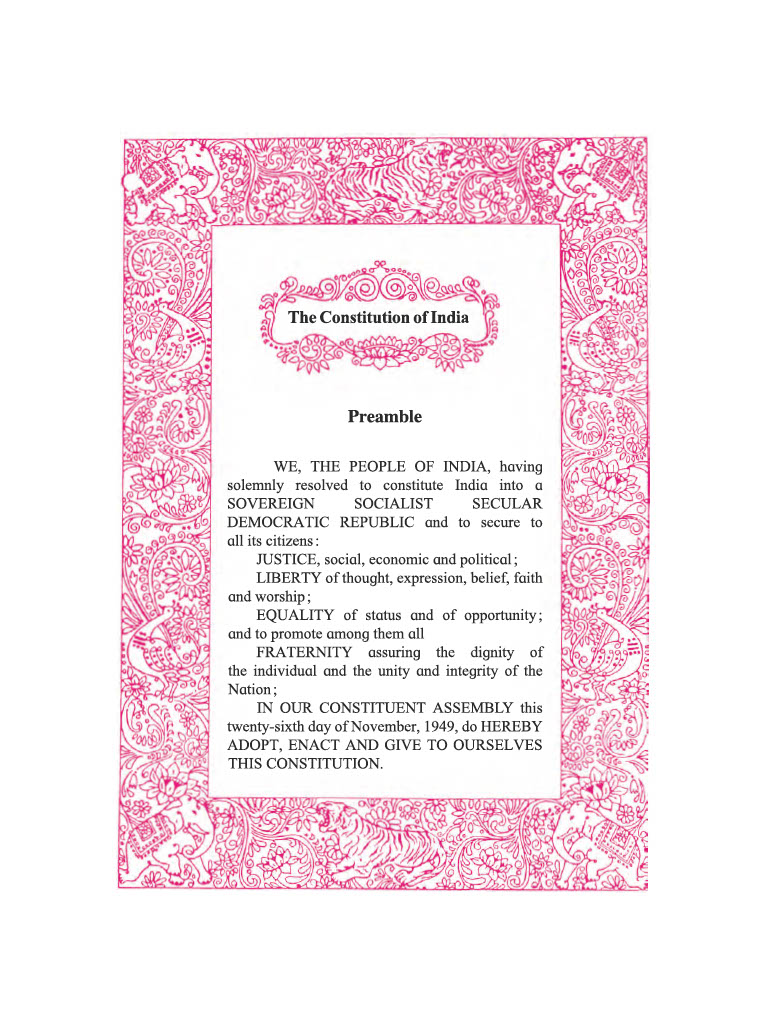 The Constitution of India
Preamble
WE, THE PEOPLE OF INDIA, having
solemnly resolved to constitute India into a
SOVEREIGN SOCIALIST SECULAR
DEMOCRATIC REPUBLIC and to secure to
all its citizens :
JUSTICE, social, economic and political ;
LIBERTY of thought, expression, belief, faith
and worship ;
EQUALITY of status and of opportunity ;
and to promote among them all
FRATERNITY assuring the dignity of
the individual and the unity and integrity of the
Nation ;
IN OUR CONSTITUENT ASSEMBLY this
twenty-sixth day of November, 1949, do HEREBY
ADOPT, ENACT AND GIVE TO OURSELVES
THIS CONSTITUTION.